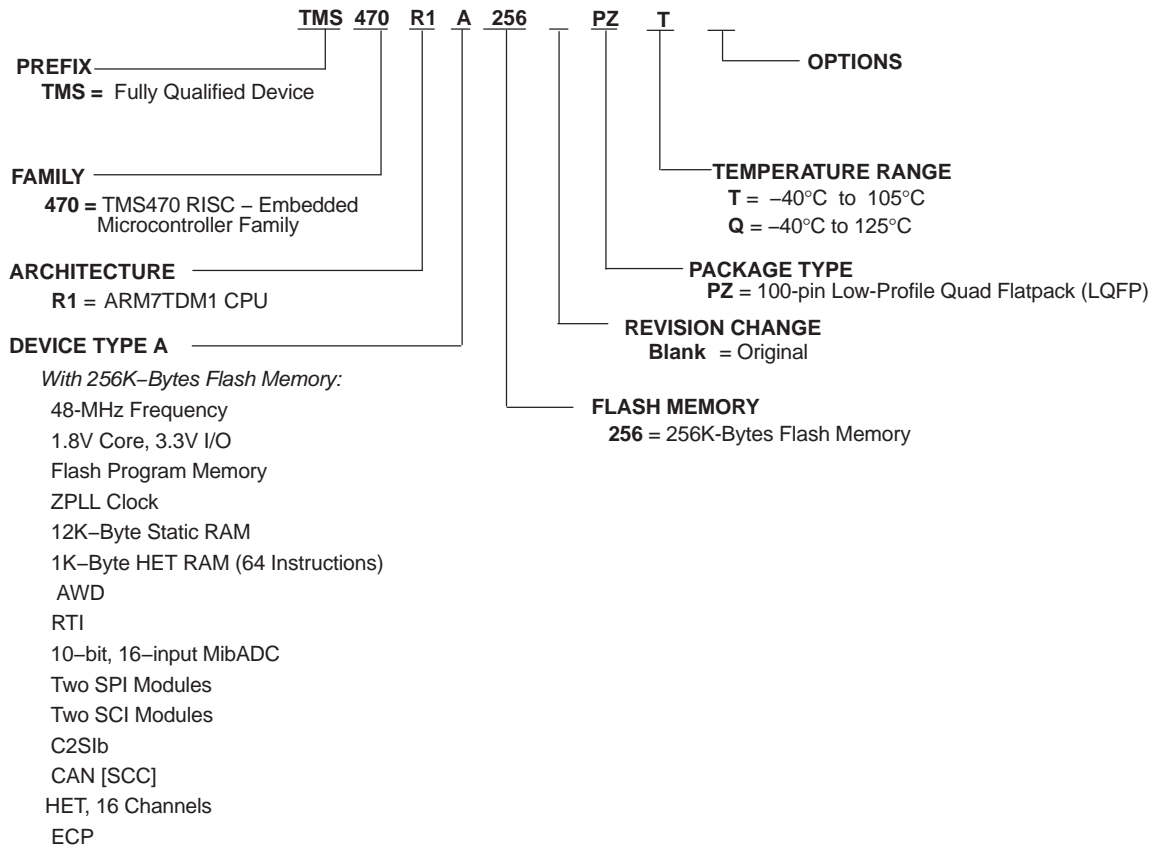 TMS 470 R1 A 256 PZ T
OPTIONS
PREFIX
TMS = Fully Qualified Device
FAMILY
470 = TMS470 RISC − Embedded
Microcontroller Family
TEMPERATURE RANGE
T = −40°C to 105°C
Q = −40°C to 125°C
ARCHITECTURE
R1 = ARM7TDM1 CPU
PACKAGE TYPE
PZ = 100-pin Low-Profile Quad Flatpack (LQFP)
REVISION CHANGE
Blank = Original
DEVICE TYPE A
With 256K−Bytes Flash Memory:
48-MHz Frequency
1.8V Core, 3.3V I/O
Flash Program Memory
ZPLL Clock
12K−Byte Static RAM
1K−Byte HET RAM (64 Instructions)
AWD
RTI
10−bit, 16−input MibADC
Two SPI Modules
Two SCI Modules
C2SIb
CAN [SCC]
HET, 16 Channels
ECP
FLASH MEMORY
256 = 256K-Bytes Flash Memory